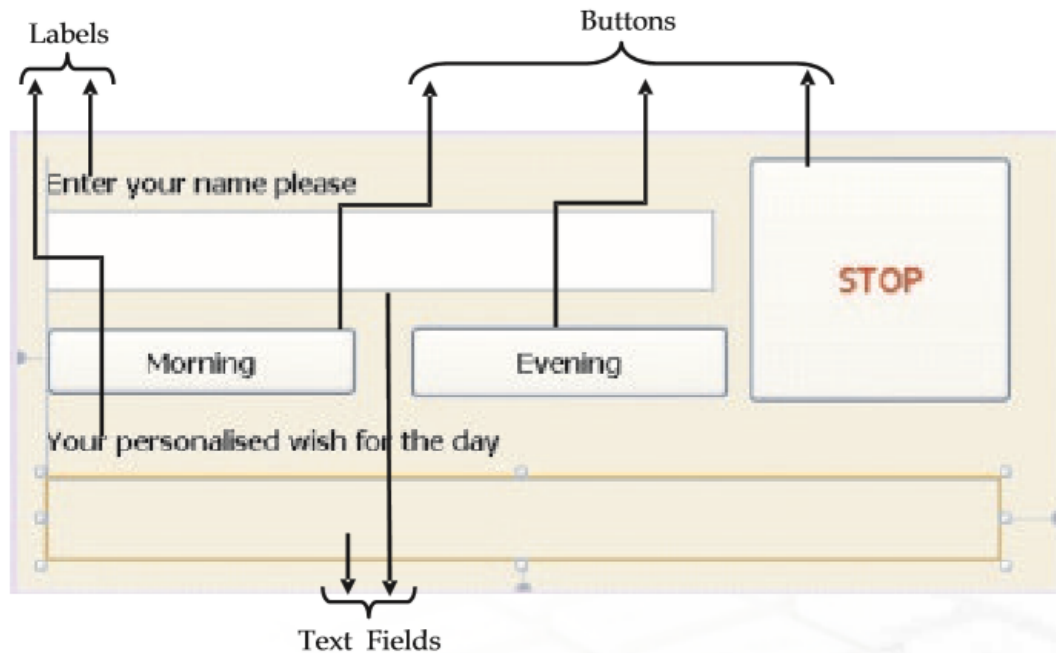 Labels
Buttons
Enter your name please
STOP
Morning
Evening
Your personalised wish for the day
Text Fields